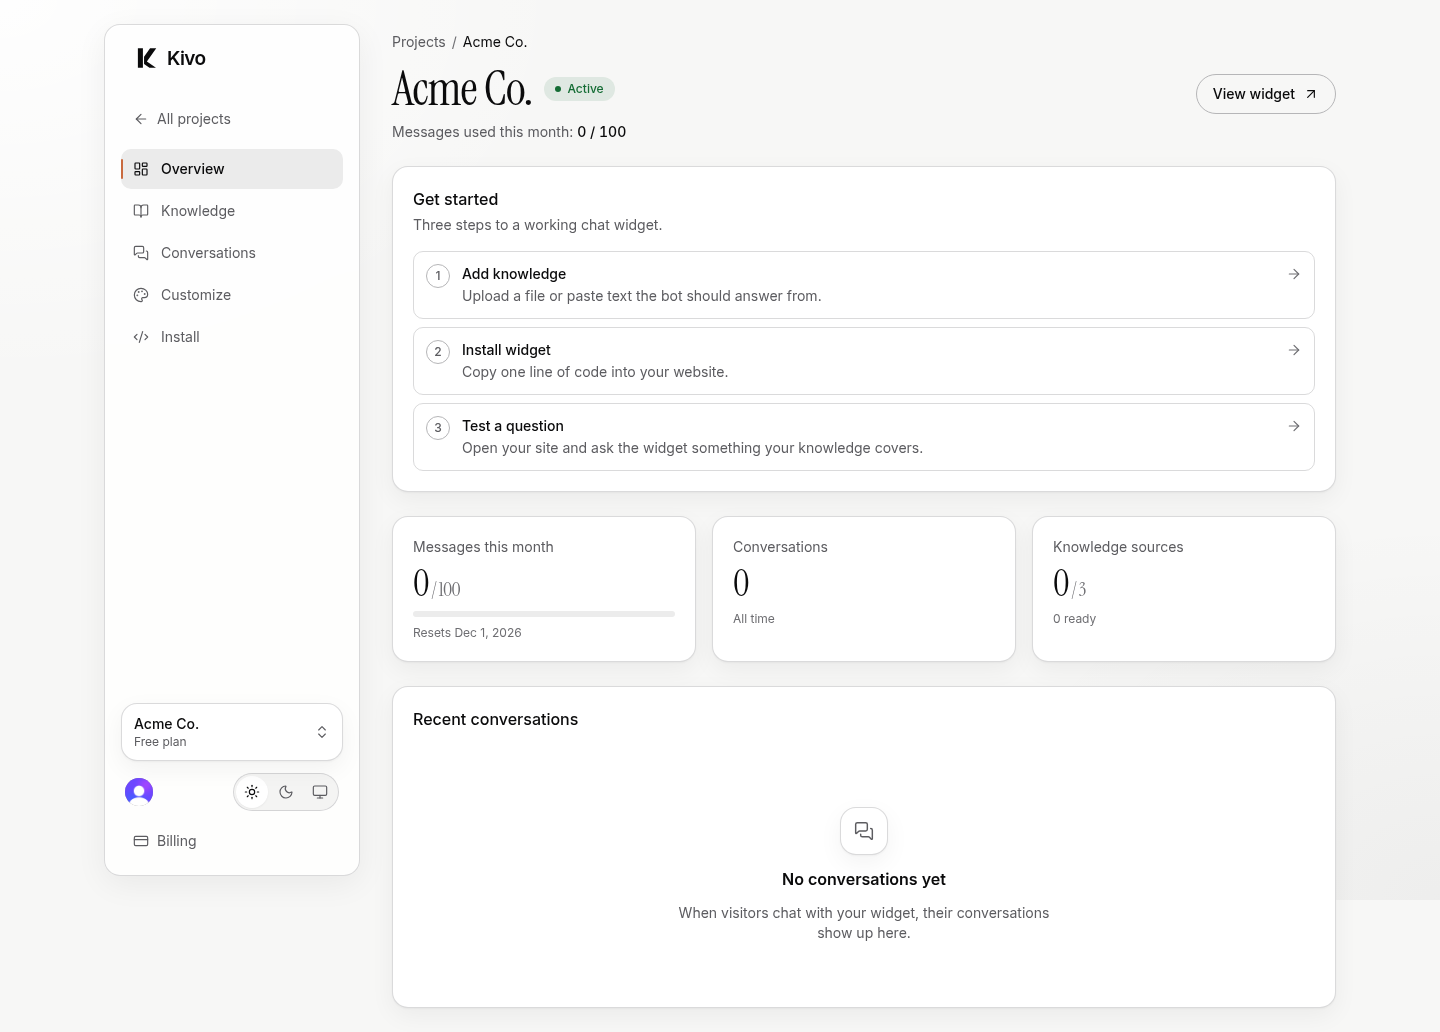 Kivo
All projects
Overview
Knowledge
Conversations
Customize
Install
Acme Co.
Free plan
Billing
Projects / Acme Co.
Acme Co.
Active
View widget
Messages used this month: 0 / 100
Get started
Three steps to a working chat widget.
1
Add knowledge
Upload a file or paste text the bot should answer from.
2
Install widget
Copy one line of code into your website.
3
Test a question
Open your site and ask the widget something your knowledge covers.
Messages this month
0 / 100
Resets Dec 1, 2026
Conversations
0
All time
Knowledge sources
0 / 3
0 ready
Recent conversations
No conversations yet
When visitors chat with your widget, their conversations
show up here.